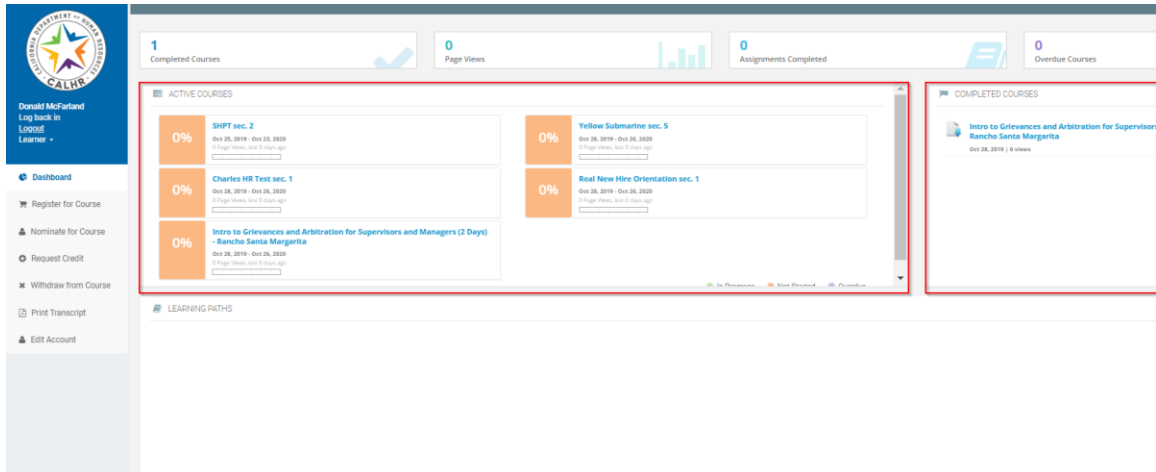 CALIFORNIA DEPARTMENT OF HUMAN RESOURCES
CALHR
Donald McFarland
Log back in
Logout
Learner
Dashboard
Register for Course
Nominate for Course
Request Credit
Withdraw from Course
Print Transcript
Edit Account
1
Completed Courses
0
Page Views
0
Assignments Completed
0
Overdue Courses
ACTIVE COURSES
0%
SHPT sec. 2
Oct 25, 2019 - Oct 23, 2020
0 Page Views, last 0 days ago
0%
Yellow Submarine sec. 5
Oct 28, 2019 - Oct 26, 2020
0 Page Views, last 0 days ago
0%
Charles HR Test sec. 1
Oct 28, 2019 - Oct 26, 2020
0 Page Views, last 0 days ago
0%
Real New Hire Orientation sec. 1
Oct 28, 2019 - Oct 26, 2020
0 Page Views, last 0 days ago
0%
Intro to Grievances and Arbitration for Supervisors and Managers (2 Days)
- Rancho Santa Margarita
Oct 28, 2019 - Oct 26, 2020
0 Page Views, last 0 days ago
In Progress Not Started Overdue
COMPLETED COURSES
Intro to Grievances and Arbitration for Supervisors
Rancho Santa Margarita
Oct 28, 2019 | 0 views
LEARNING PATHS